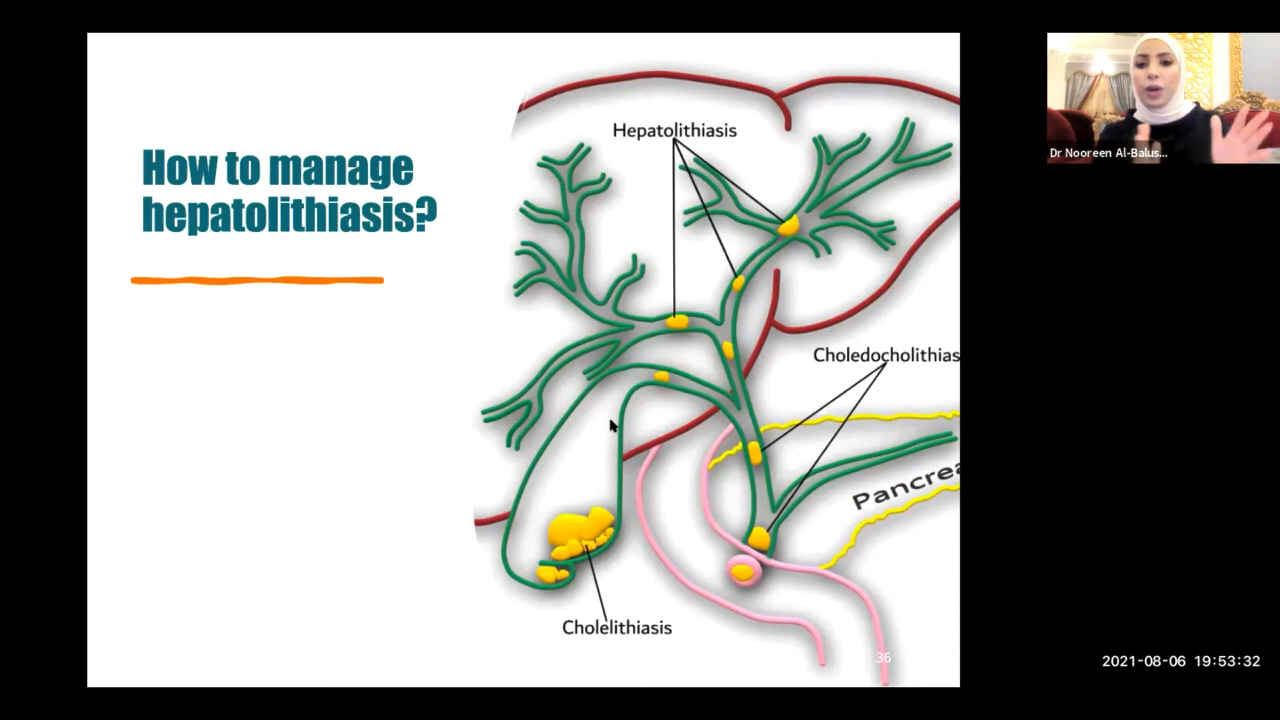 How to manage
hepatolithiasis?
Hepatolithiasis
Choledocholithias
Pancrea
Cholelithiasis
36
Dr Nooreen Al-Balus...
2021-08-06 19:53:32